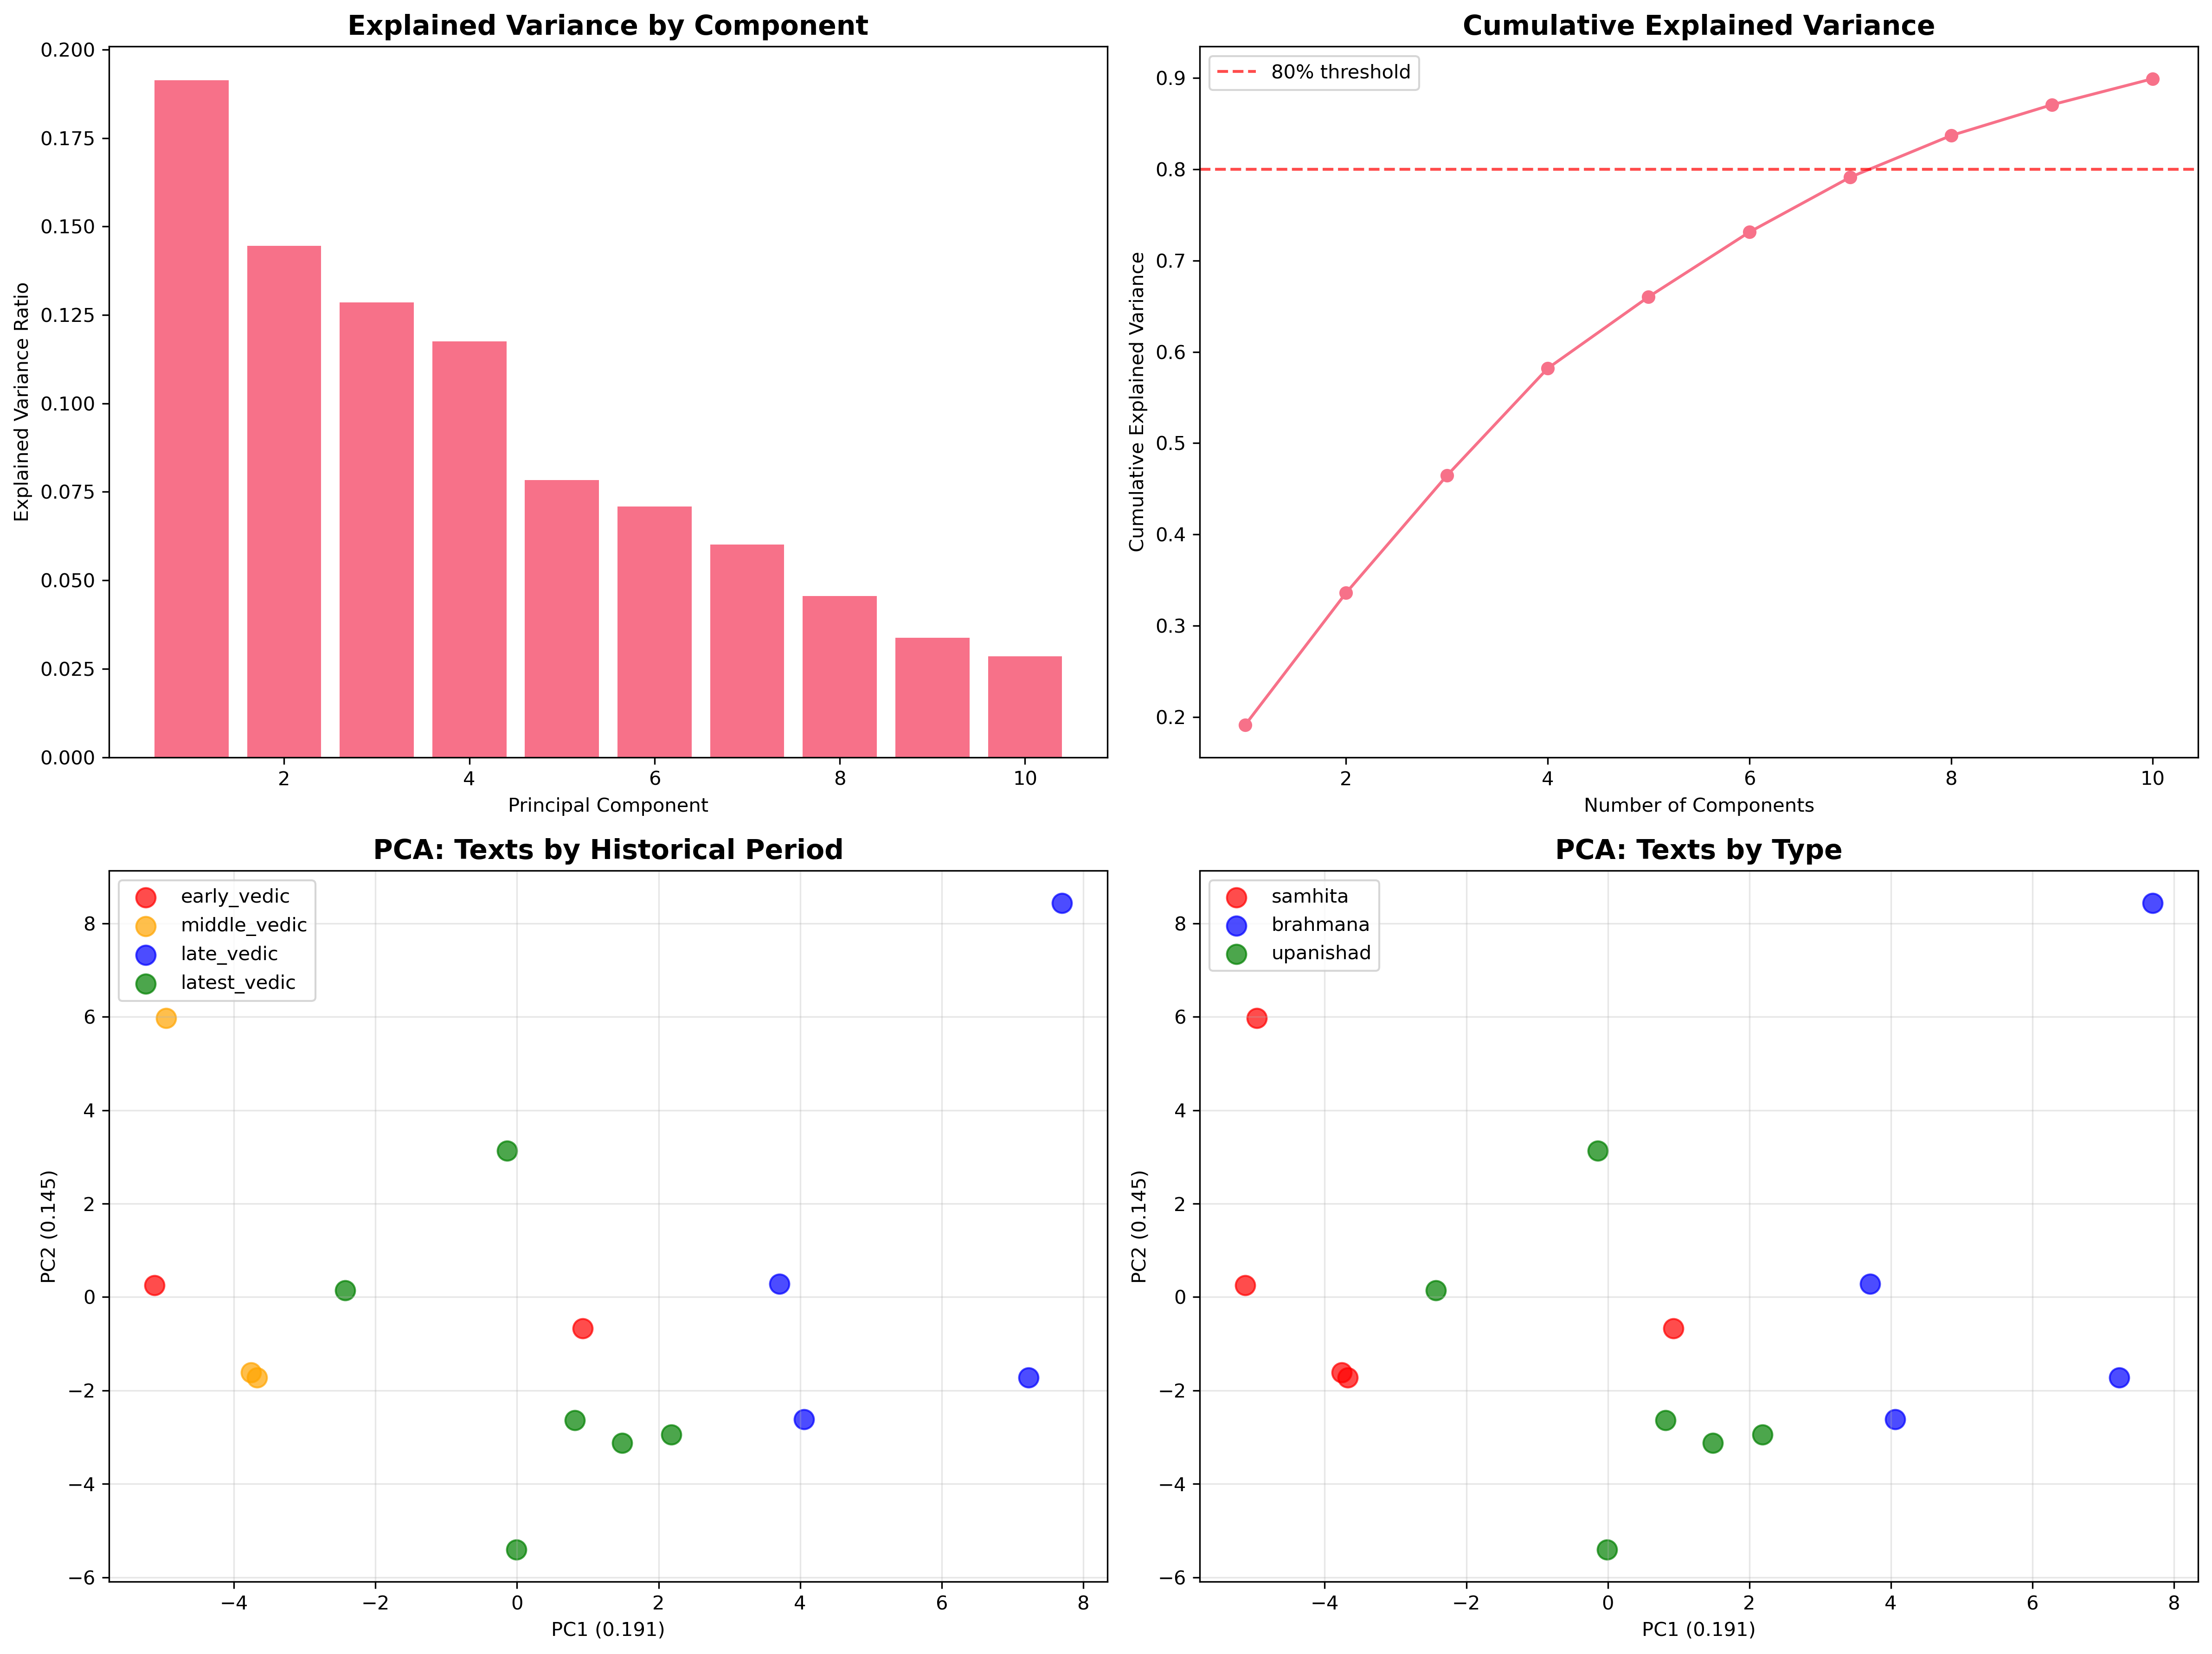 Explained Variance by Component
0.200
0.175
0.150
0.125
0.100
0.075
0.050
0.025
0.000
Explained Variance Ratio
2 4 6 8 10
Principal Component
Cumulative Explained Variance
80% threshold
0.9
0.8
0.7
0.6
0.5
0.4
0.3
0.2
Cumulative Explained Variance
2 4 6 8 10
Number of Components
PCA: Texts by Historical Period
early_vedic
middle_vedic
late_vedic
latest_vedic
8
6
4
2
0
−2
−4
−6
PC2 (0.145)
−4 −2 0 2 4 6 8
PC1 (0.191)
PCA: Texts by Type
samhita
brahmana
upanishad
8
6
4
2
0
−2
−4
−6
PC2 (0.145)
−4 −2 0 2 4 6 8
PC1 (0.191)